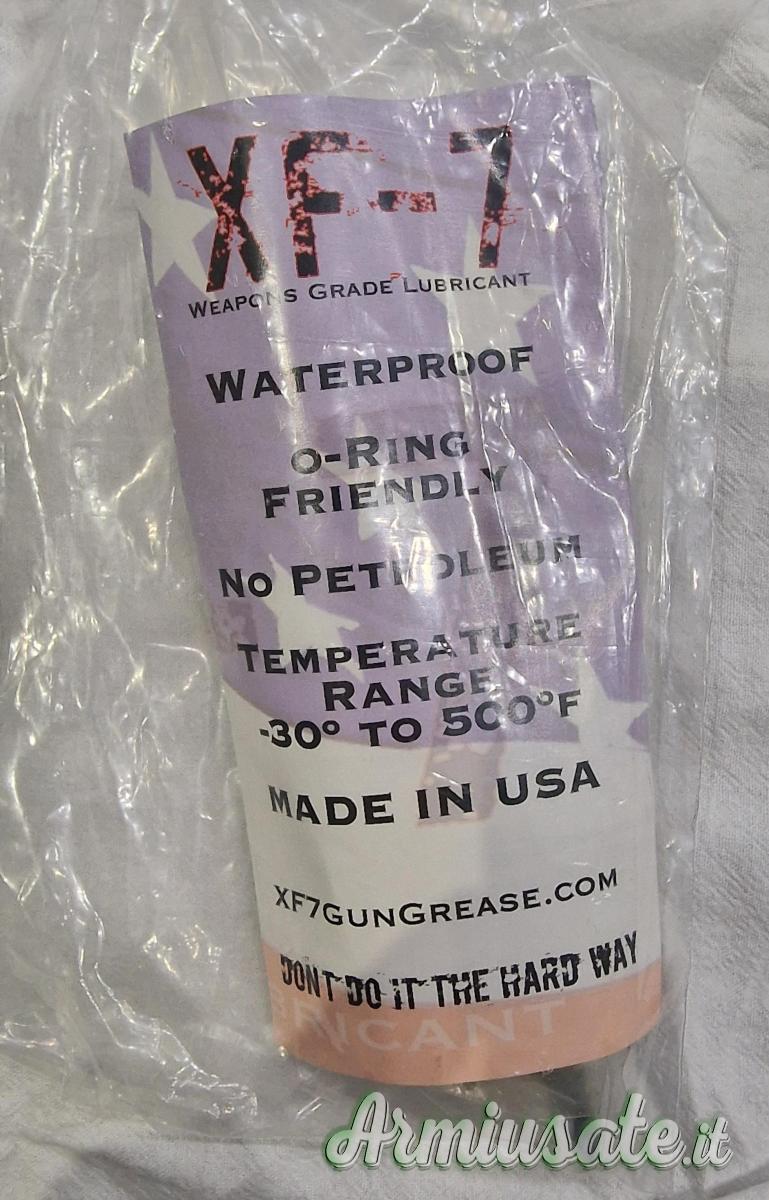 XF-7
WEAPONS GRADE LUBRICANT
WATERPROOF
O-RING
FRIENDLY
NO PETROLEUM
TEMPERATURE
RANGE
-30° TO 500°F
MADE IN USA
XF7GUNGREASE.COM
DONT DO IT THE HARD WAY
BRICANT
Armiusate.it